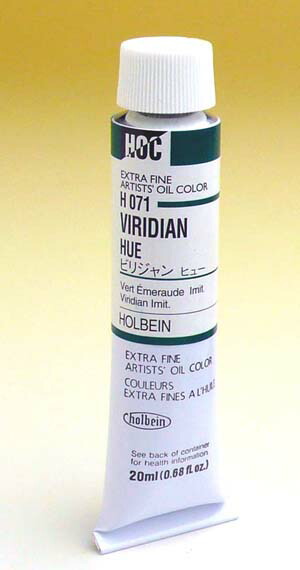 HOC
EXTRA FINE
ARTISTS' OIL COLOR
H 071
VIRIDIAN
HUE
ビリジャン ヒュー
Vert Émeraude Imit.
Viridian Imit.
HOLBEIN
EXTRA FINE
ARTISTS' OIL COLOR
COULEURS
EXTRA FINES A L'HUILE
holbein
See back of container
for health information
20ml (0.68 fl.oz.)